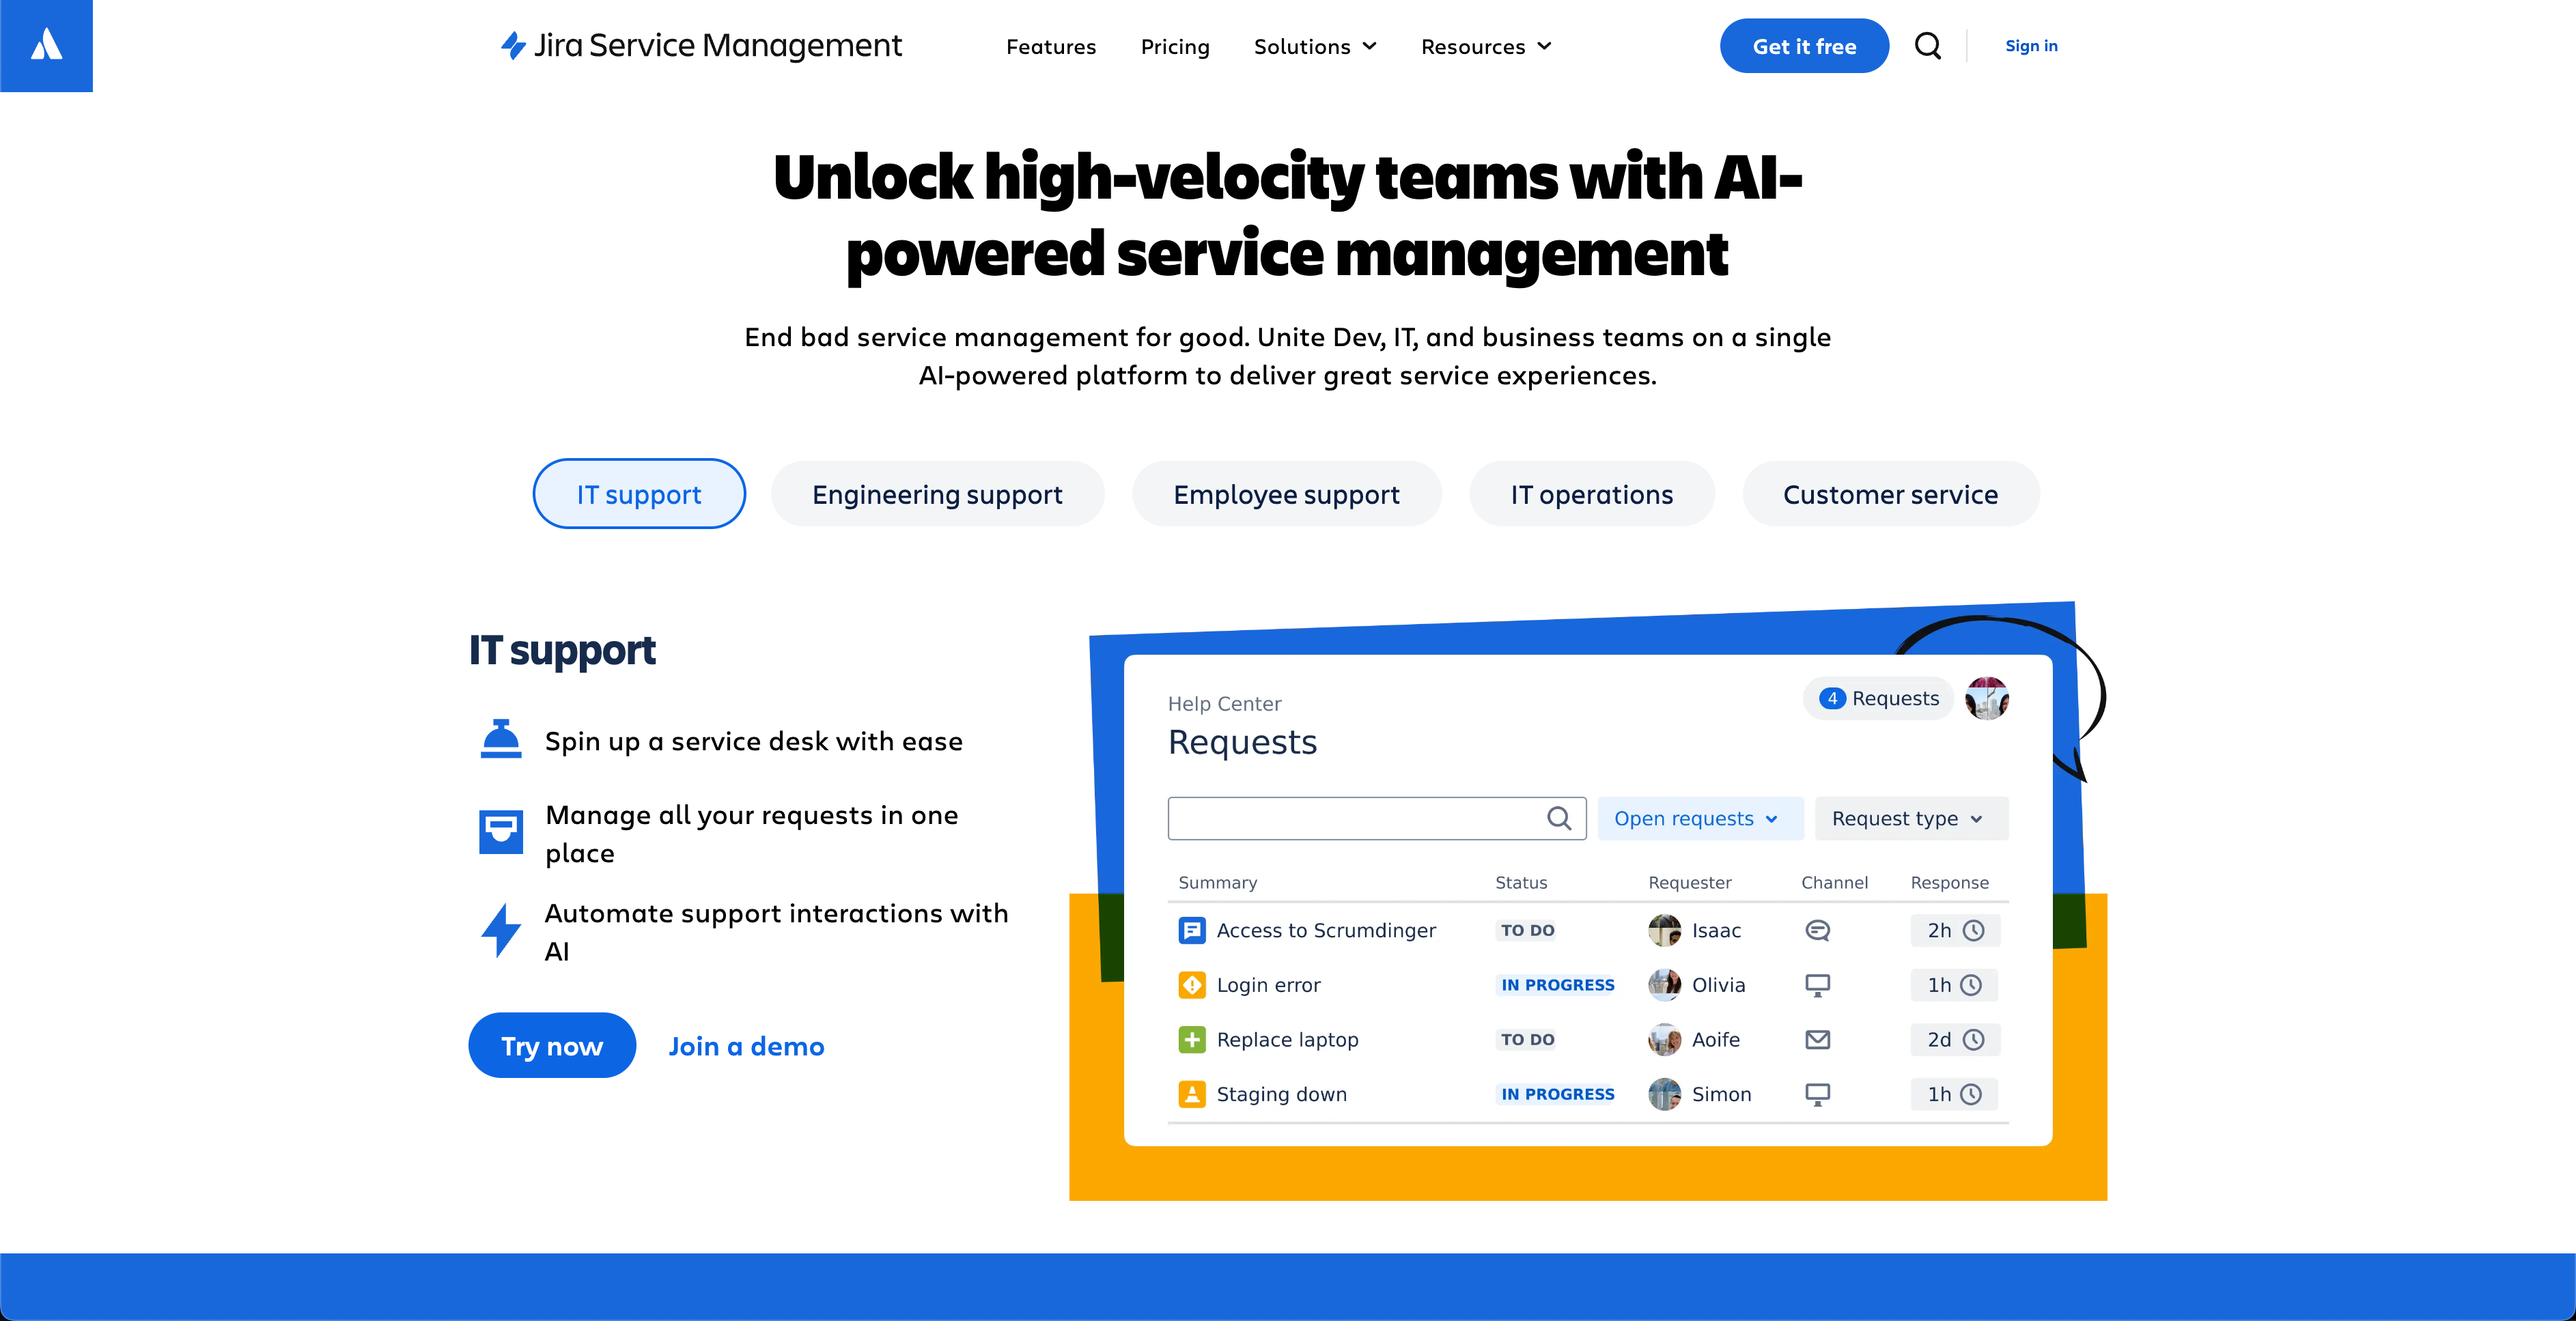 Jira Service Management
Features
Pricing
Solutions
Resources
Get it free
Sign in
Unlock high-velocity teams with AI-
powered service management
End bad service management for good. Unite Dev, IT, and business teams on a single
AI-powered platform to deliver great service experiences.
IT support
Engineering support
Employee support
IT operations
Customer service
IT support
Spin up a service desk with ease
Manage all your requests in one
place
Automate support interactions with
AI
Try now
Join a demo
Help Center
Requests
4 Requests
Open requests
Request type
Summary Status Requester Channel Response
Access to Scrumdinger TO DO Isaac 2h
Login error IN PROGRESS Olivia 1h
Replace laptop TO DO Aoife 2d
Staging down IN PROGRESS Simon 1h